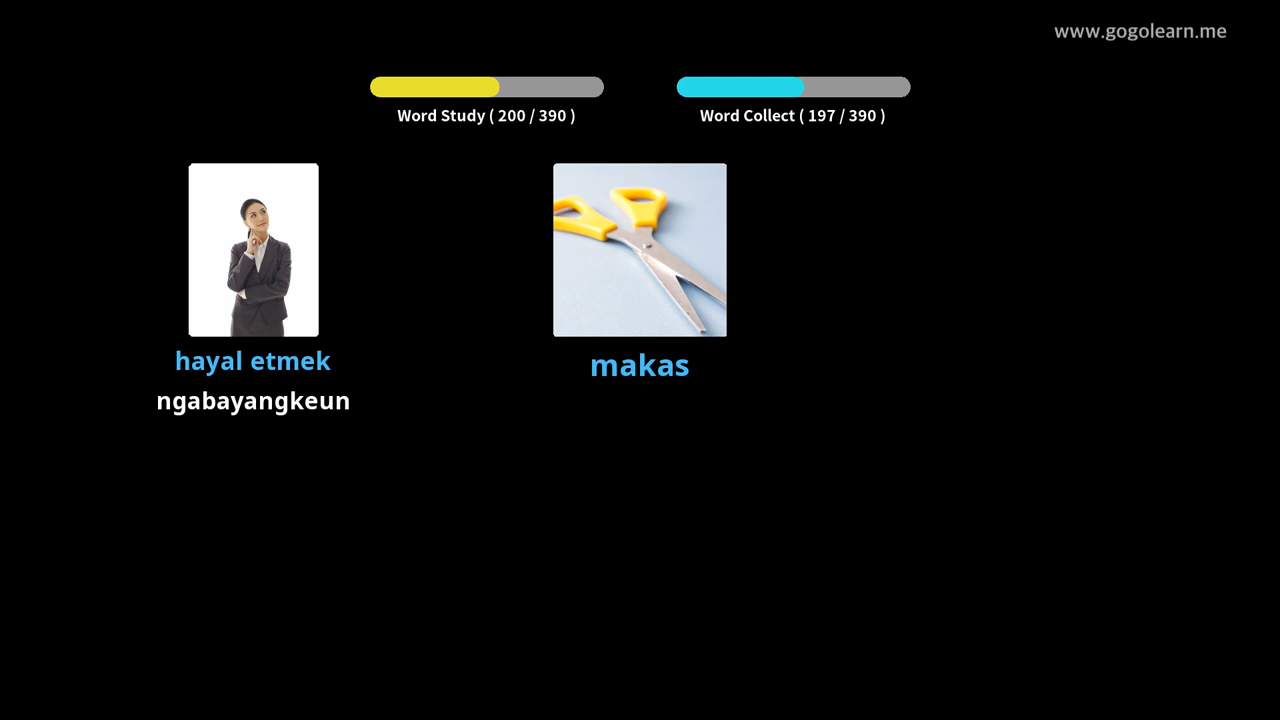 www.gogolearn.me
Word Study ( 200 / 390 )
Word Collect ( 197 / 390 )
hayal etmek
ngabayangkeun
makas